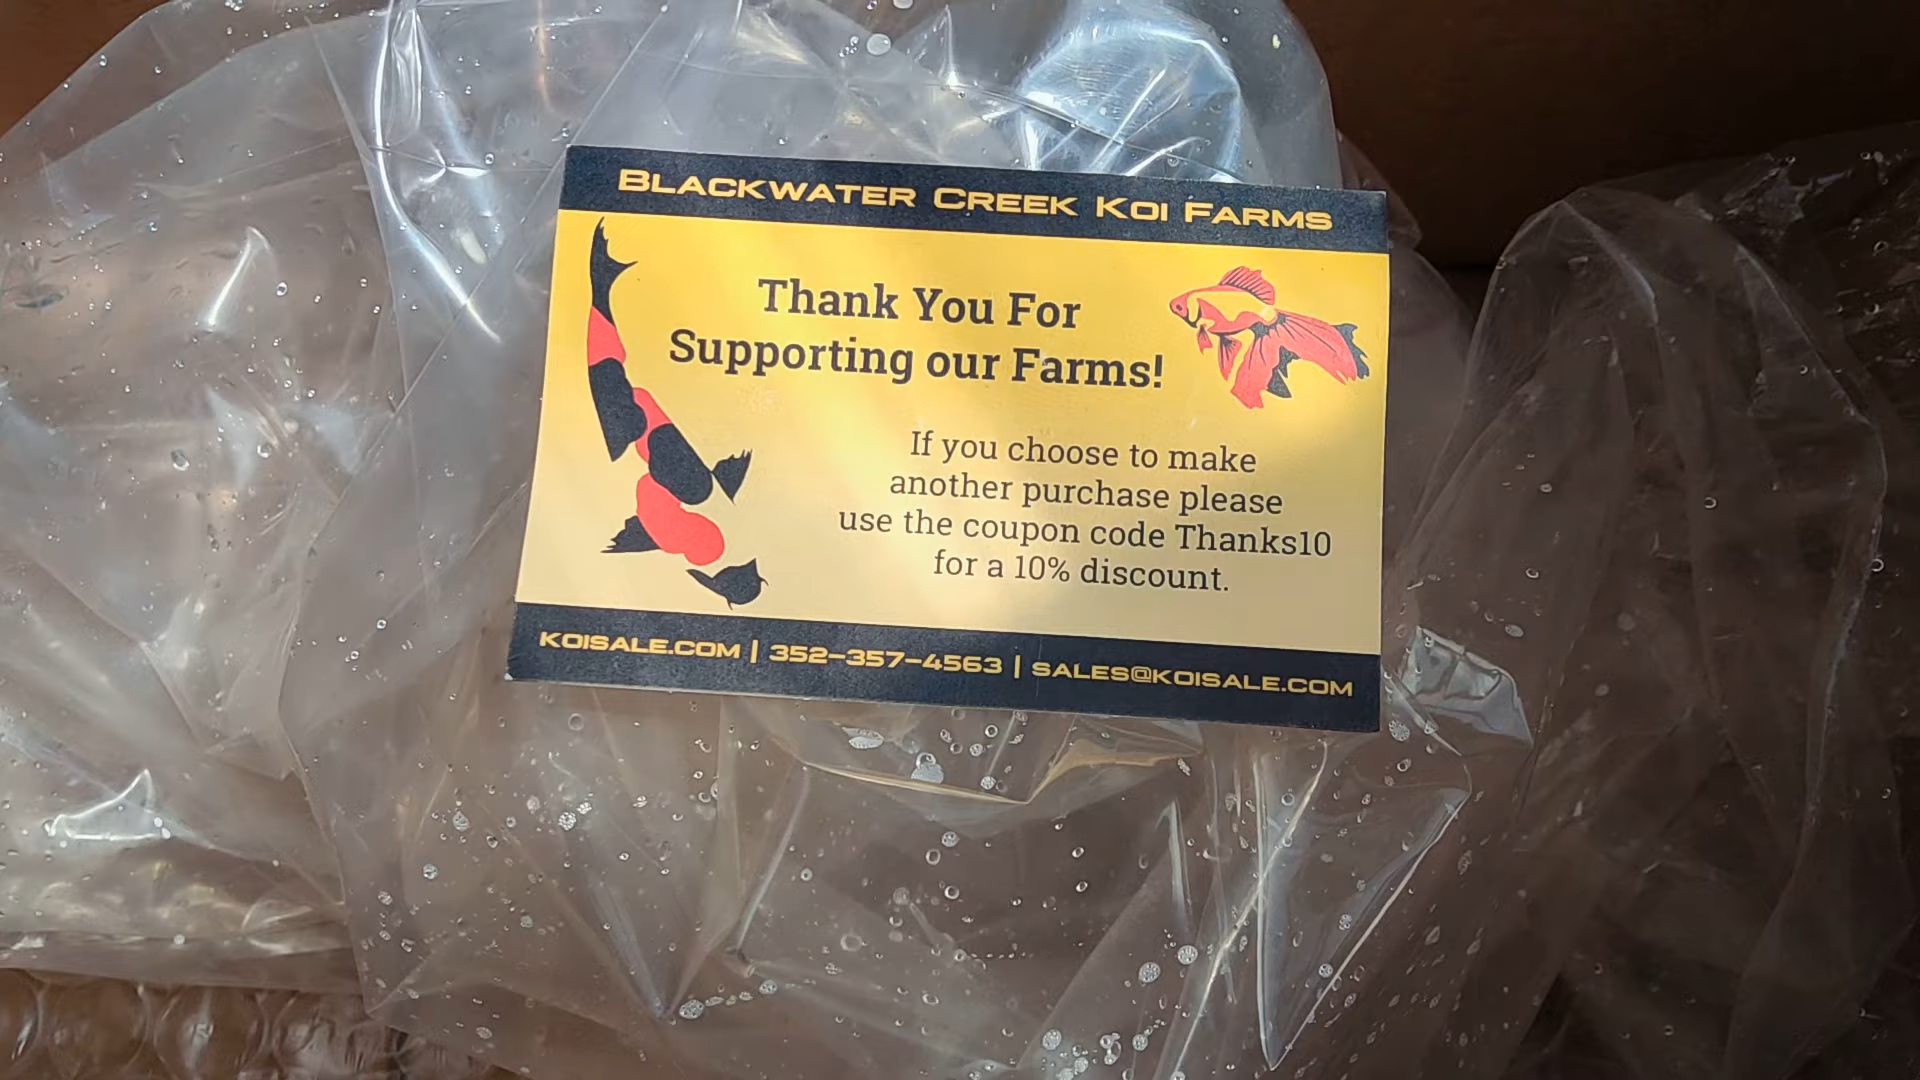 BLACKWATER CREEK KOI FARMS
Thank You For
Supporting our Farms!
If you choose to make
another purchase please
use the coupon code Thanks10
for a 10% discount.
KOISALE.COM | 352-357-4563 | SALES@KOISALE.COM